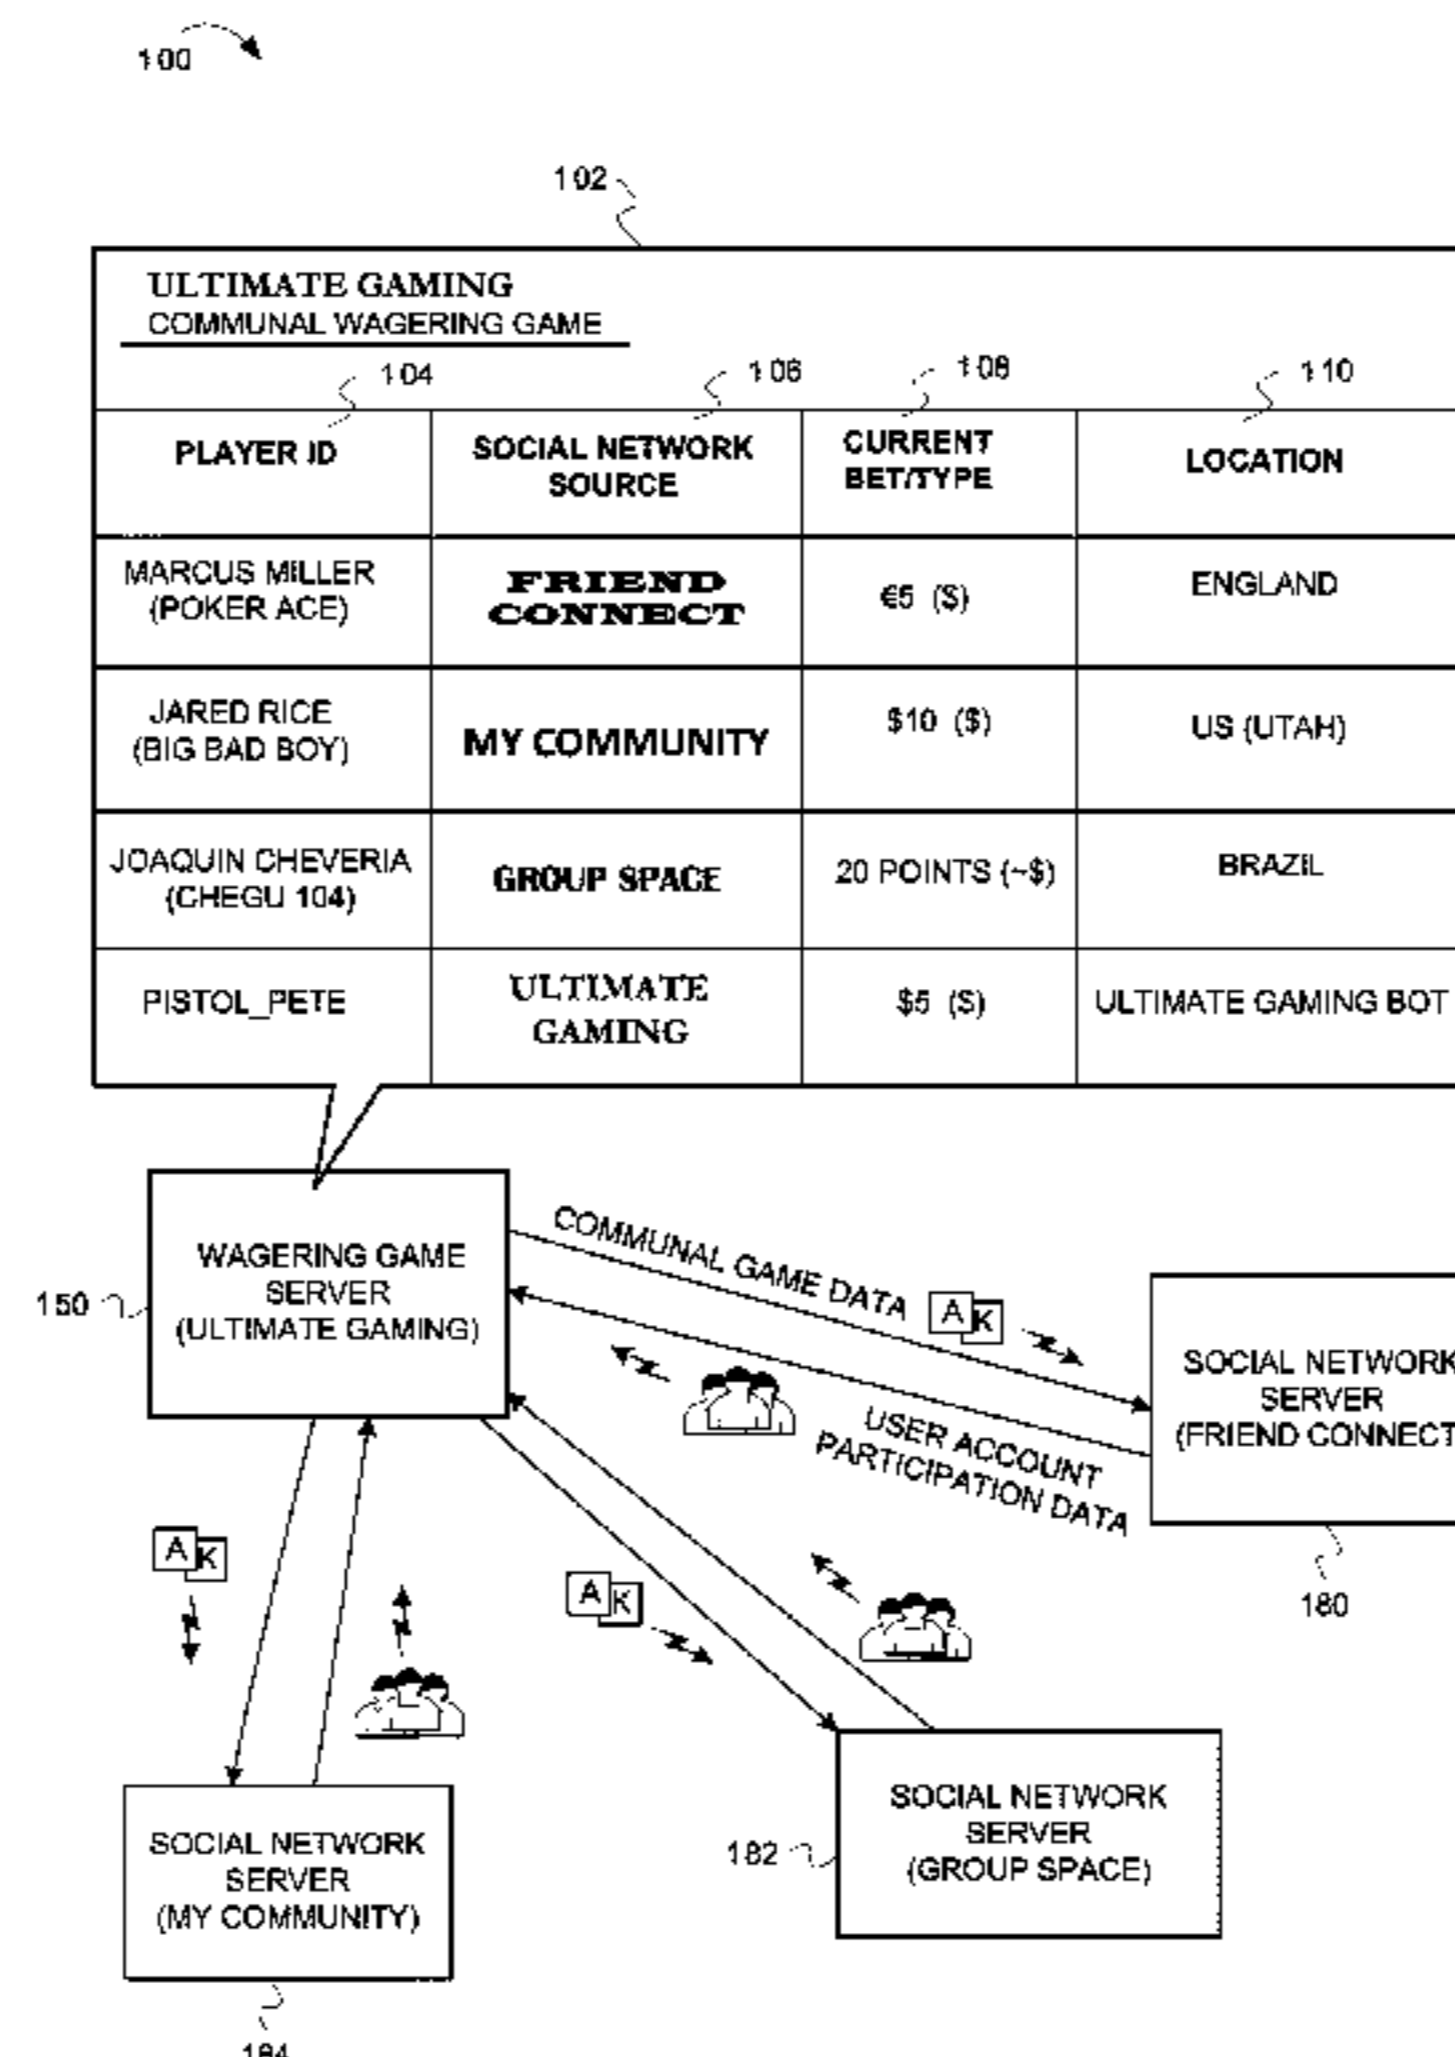 100
102
ULTIMATE GAMING
COMMUNAL WAGERING GAME
104
106
108
110
PLAYER ID
SOCIAL NETWORK
SOURCE
CURRENT
BET/TYPE
LOCATION
MARCUS MILLER
(POKER ACE)
FRIEND
CONNECT
€5 ($)
ENGLAND
JARED RICE
(BIG BAD BOY)
MY COMMUNITY
$10 ($)
US (UTAH)
JOAQUIN CHEVERIA
(CHEGU 104)
GROUP SPACE
20 POINTS (~$)
BRAZIL
PISTOL_PETE
ULTIMATE
GAMING
$5 ($)
ULTIMATE GAMING BOT
150
WAGERING GAME
SERVER
(ULTIMATE GAMING)
COMMUNAL GAME DATA
A K
USER ACCOUNT
PARTICIPATION DATA
SOCIAL NETWORK
SERVER
(FRIEND CONNECT
180
A K
A K
SOCIAL NETWORK
SERVER
(MY COMMUNITY)
184
182
SOCIAL NETWORK
SERVER
(GROUP SPACE)